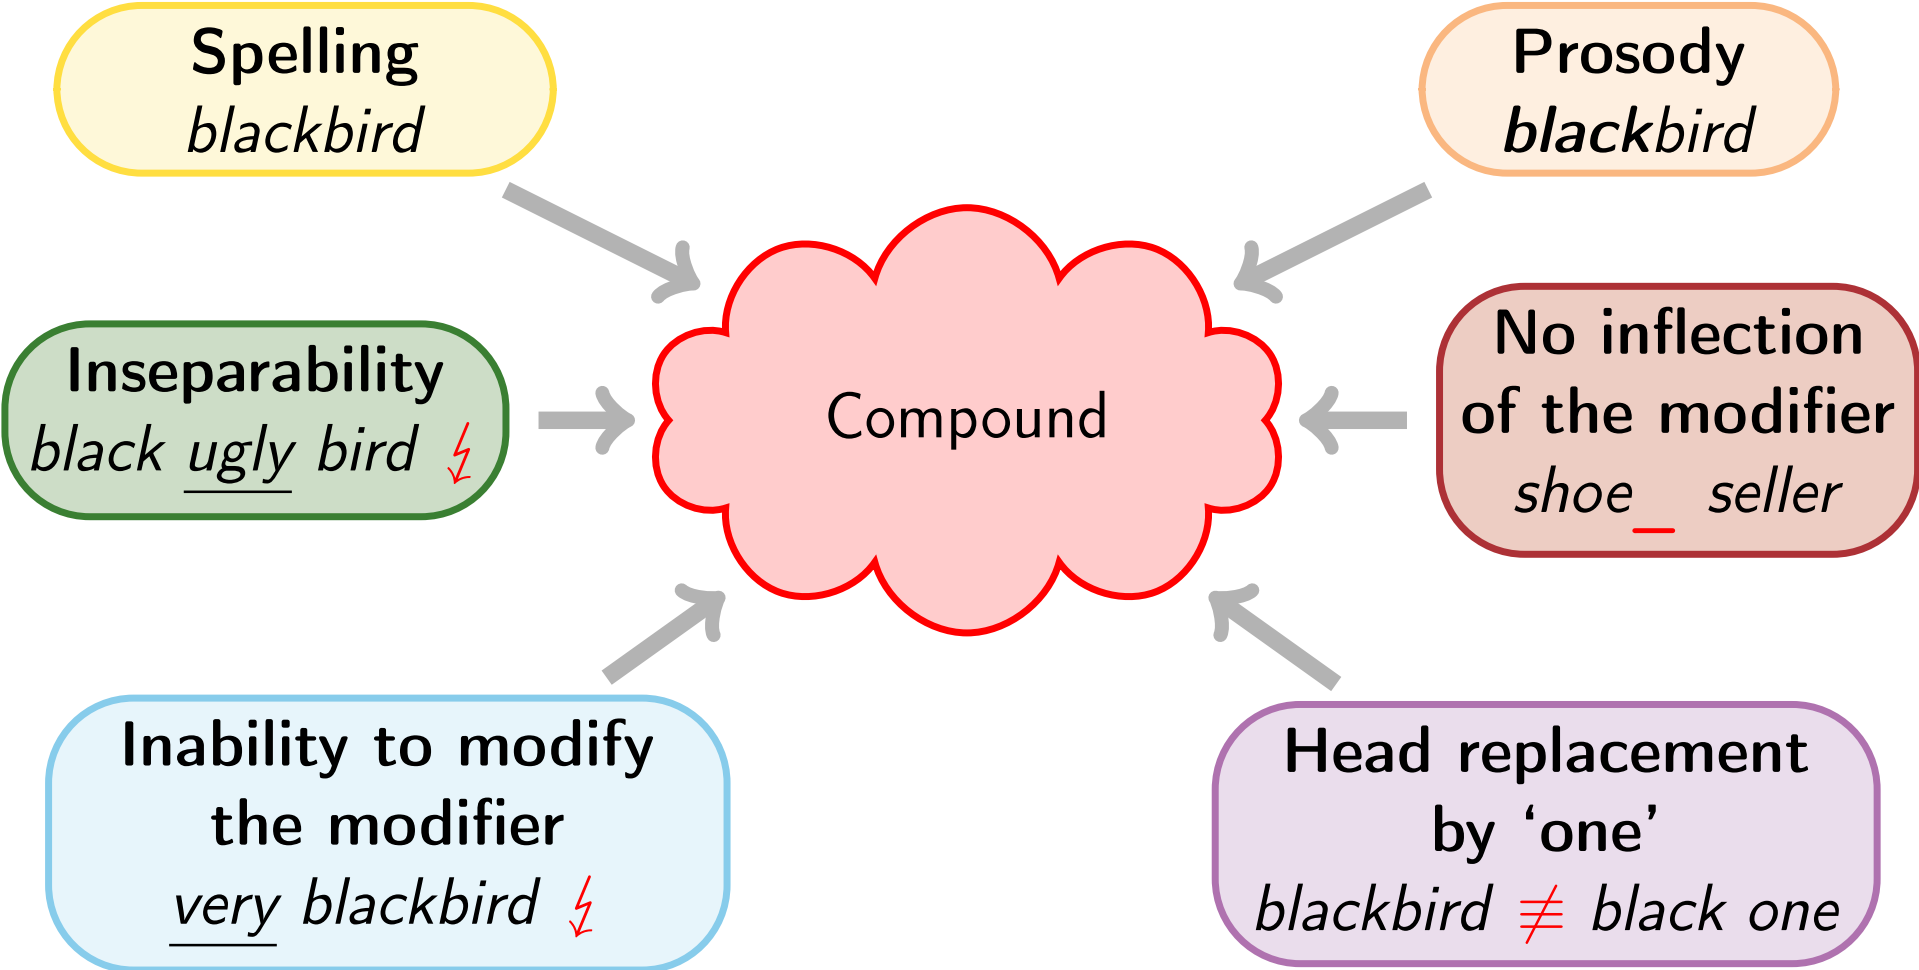 Spelling
blackbird
Prosody
blackbird
Inseparability
black ugly bird
Compound
No inflection
of the modifier
shoe_ seller
Inability to modify
the modifier
very blackbird
Head replacement
by ‘one’
blackbird ≢ black one